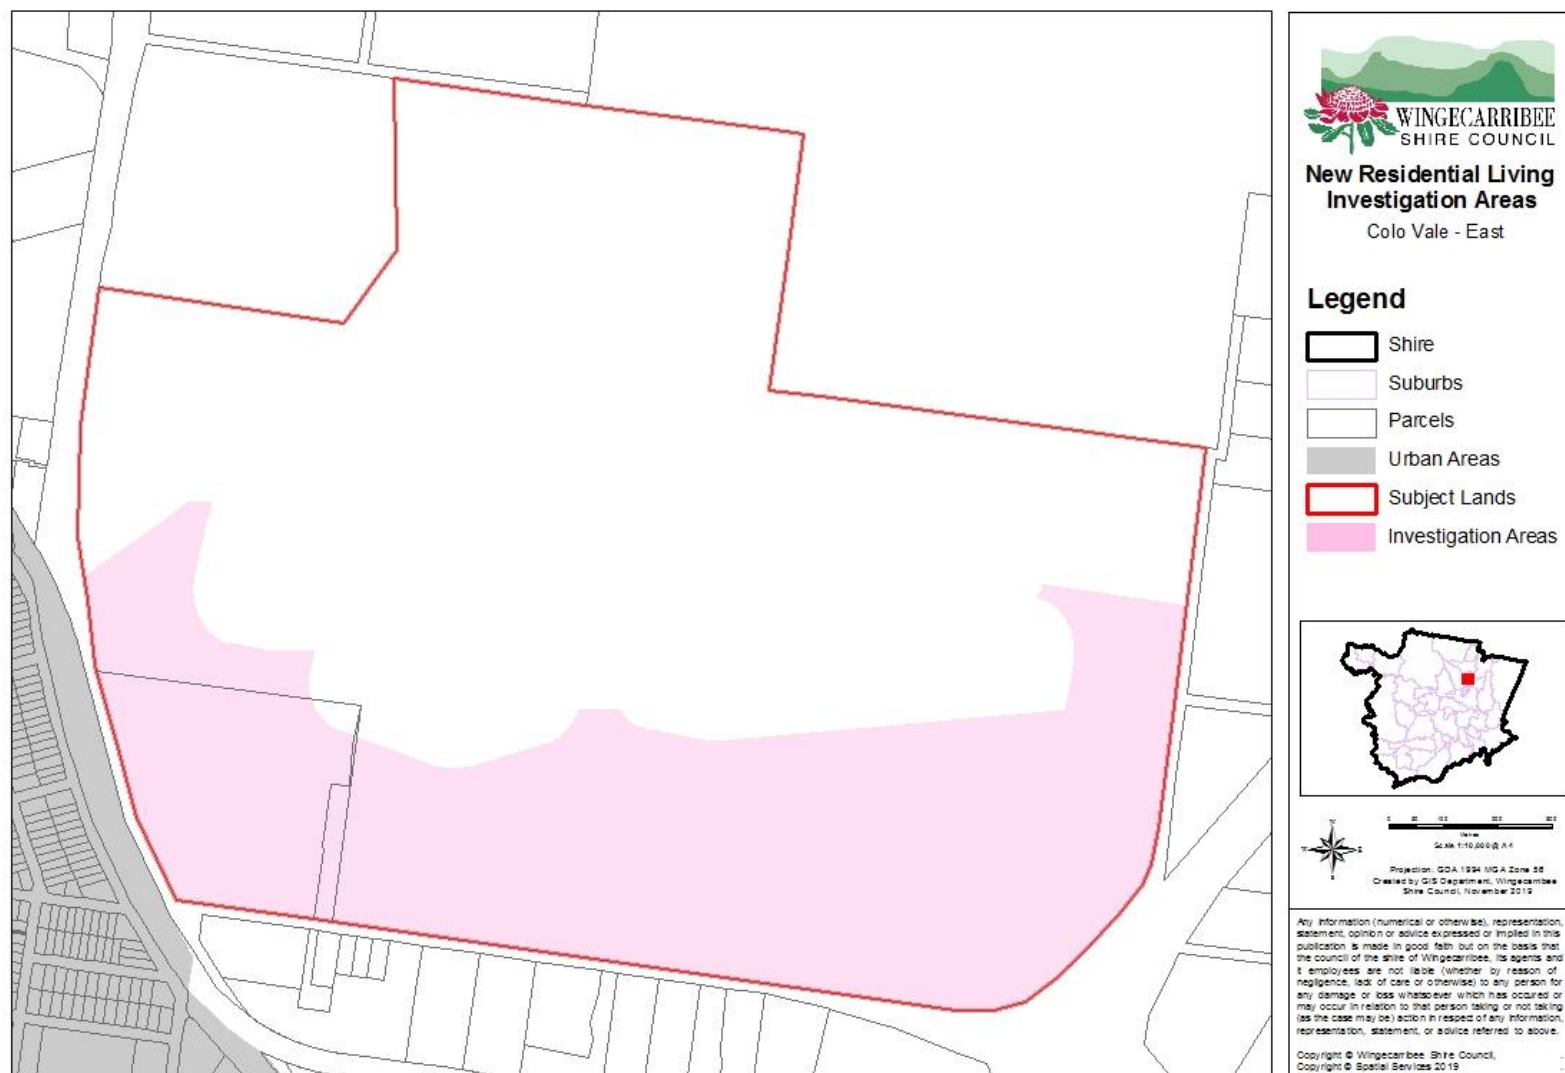 WINGECARRIBEE
SHIRE COUNCIL
New Residential Living
Investigation Areas
Colo Vale - East
Legend
Shire
Suburbs
Parcels
Urban Areas
Subject Lands
Investigation Areas
N
W E
S
0
Metres
Scale 1:10,000@ A4
Projection: GDA 1994 MGA Zone 56
Created by GIS Department, Wingecarribee
Shire Council, November 2019
Any information (numerical or otherwise), representation,
statement, opinion or advice expressed or implied in this
publication is made in good faith but on the basis that
the council of the shire of Wingecarribee, its agents and
it employees are not liable (whether by reason of
negligence, lack of care or otherwise) to any person for
any damage or loss whatsoever which has occured or
may occur in relation to that person taking or not taking
(as the case may be) action in respect of any information,
representation, statement, or advice referred to above.
Copyright © Wingecarribee Shire Council,
Copyright © Spatial Services 2019